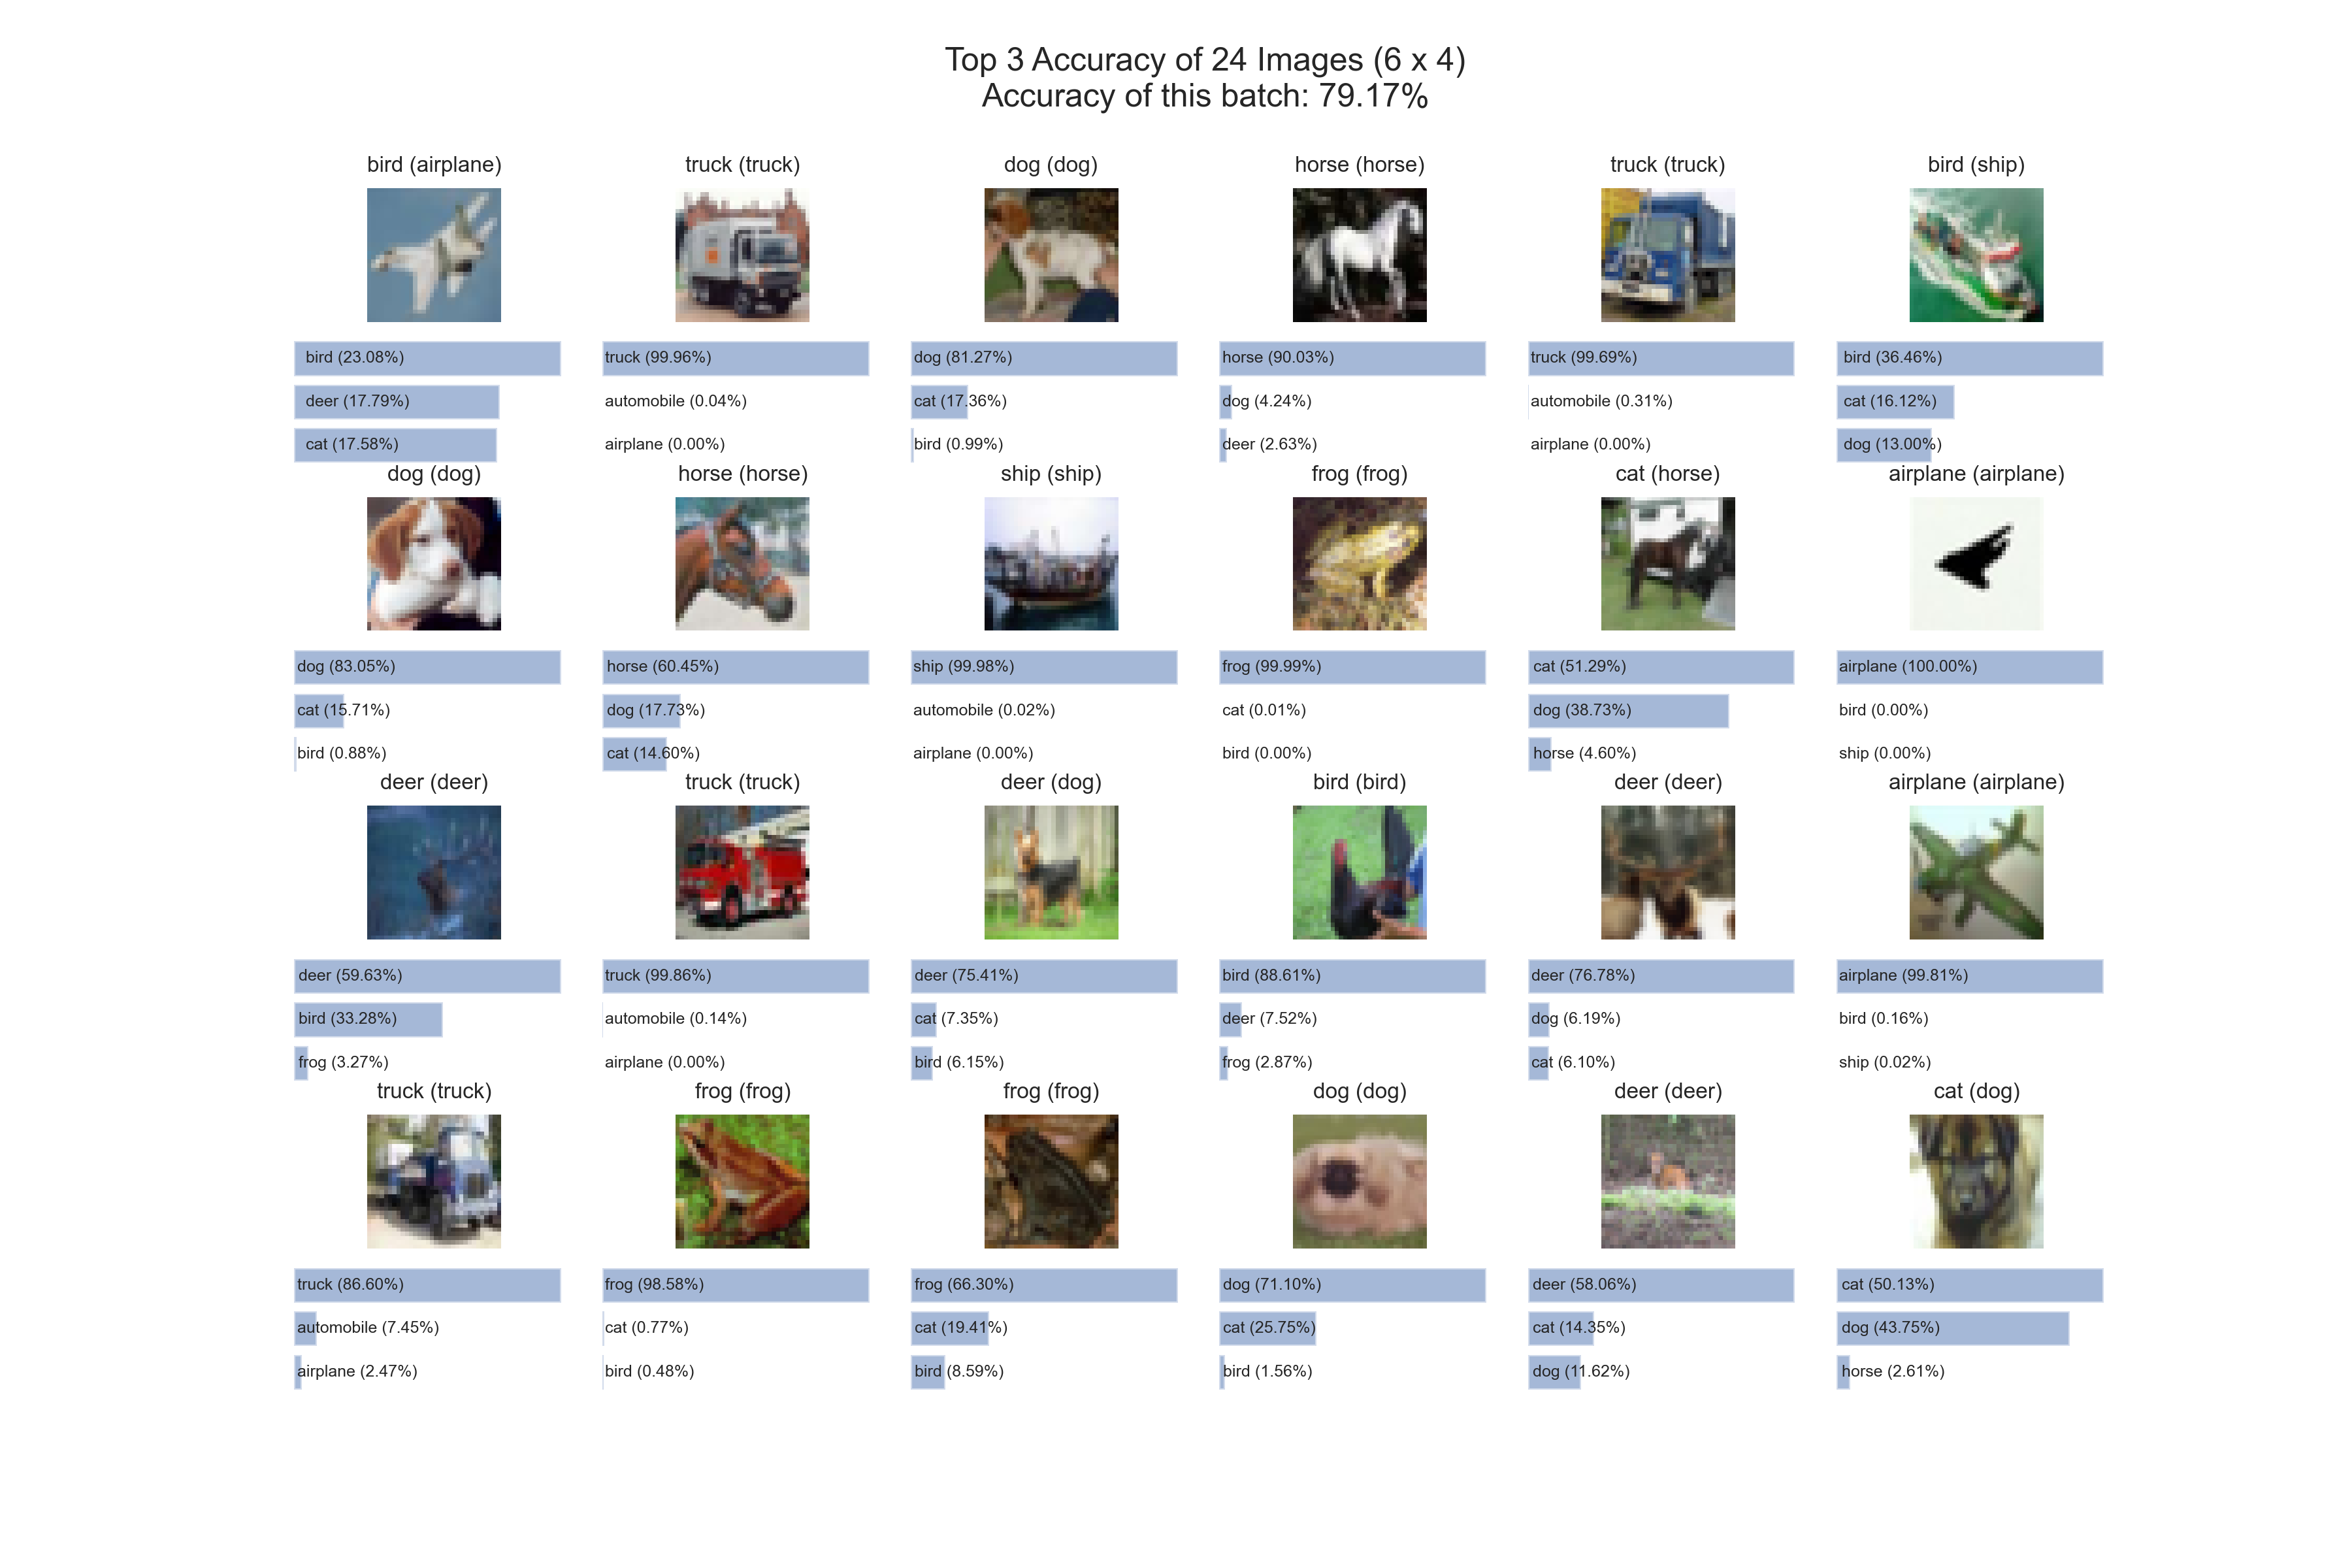 Top 3 Accuracy of 24 Images (6 x 4)
Accuracy of this batch: 79.17%
bird (airplane)
truck (truck)
dog (dog)
horse (horse)
truck (truck)
bird (ship)
bird (23.08%)
deer (17.79%)
cat (17.58%)
truck (99.96%)
automobile (0.04%)
airplane (0.00%)
dog (81.27%)
cat (17.36%)
bird (0.99%)
horse (90.03%)
dog (4.24%)
deer (2.63%)
truck (99.69%)
automobile (0.31%)
airplane (0.00%)
bird (36.46%)
cat (16.12%)
dog (13.00%)
dog (dog)
horse (horse)
ship (ship)
frog (frog)
cat (horse)
airplane (airplane)
dog (83.05%)
cat (15.71%)
bird (0.88%)
horse (60.45%)
dog (17.73%)
cat (14.60%)
ship (99.98%)
automobile (0.02%)
airplane (0.00%)
frog (99.99%)
cat (0.01%)
bird (0.00%)
cat (51.29%)
dog (38.73%)
horse (4.60%)
airplane (100.00%)
bird (0.00%)
ship (0.00%)
deer (deer)
truck (truck)
deer (dog)
bird (bird)
deer (deer)
airplane (airplane)
deer (59.63%)
bird (33.28%)
frog (3.27%)
truck (99.86%)
automobile (0.14%)
airplane (0.00%)
deer (75.41%)
cat (7.35%)
bird (6.15%)
bird (88.61%)
deer (7.52%)
frog (2.87%)
deer (76.78%)
dog (6.19%)
cat (6.10%)
airplane (99.81%)
bird (0.16%)
ship (0.02%)
truck (truck)
frog (frog)
frog (frog)
dog (dog)
deer (deer)
cat (dog)
truck (86.60%)
automobile (7.45%)
airplane (2.47%)
frog (98.58%)
cat (0.77%)
bird (0.48%)
frog (66.30%)
cat (19.41%)
bird (8.59%)
dog (71.10%)
cat (25.75%)
bird (1.56%)
deer (58.06%)
cat (14.35%)
dog (11.62%)
cat (50.13%)
dog (43.75%)
horse (2.61%)